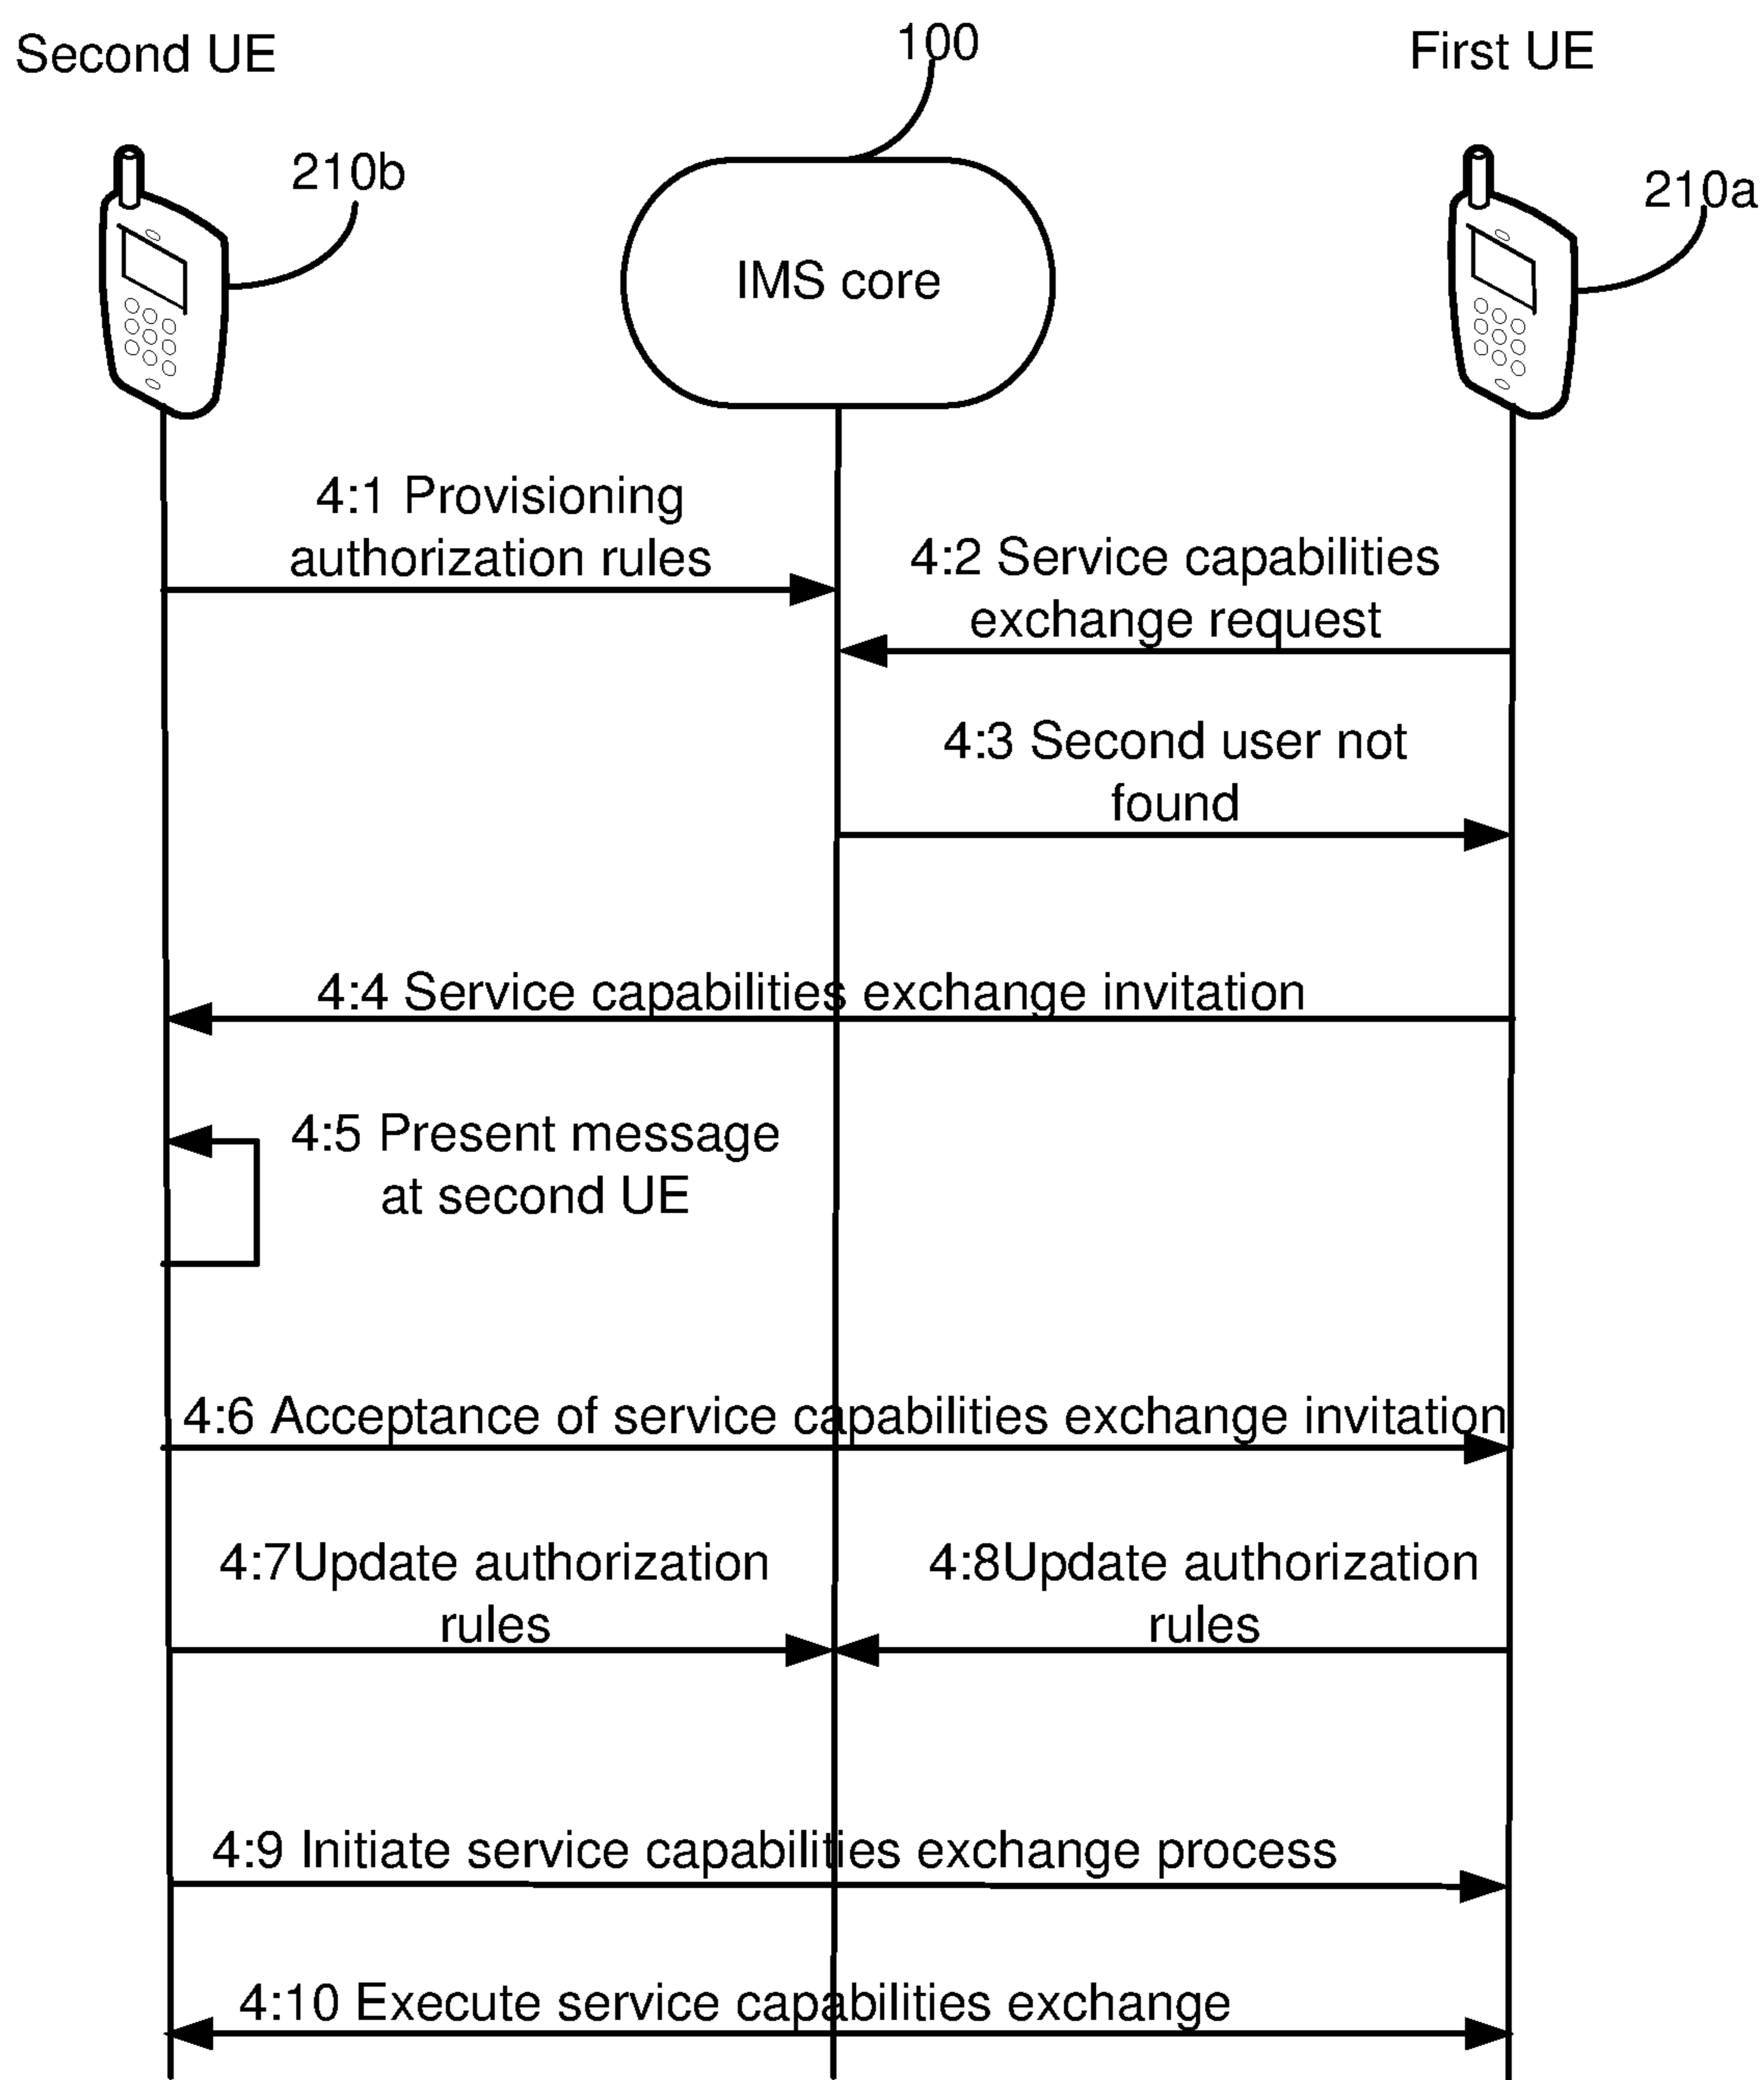 Second UE
100
First UE
210b
210a
IMS core
4:1 Provisioning
authorization rules
4:2 Service capabilities
exchange request
4:3 Second user not
found
4:4 Service capabilities exchange invitation
4:5 Present message
at second UE
4:6 Acceptance of service capabilities exchange invitation
4:7Update authorization
rules
4:8Update authorization
rules
4:9 Initiate service capabilities exchange process
4:10 Execute service capabilities exchange